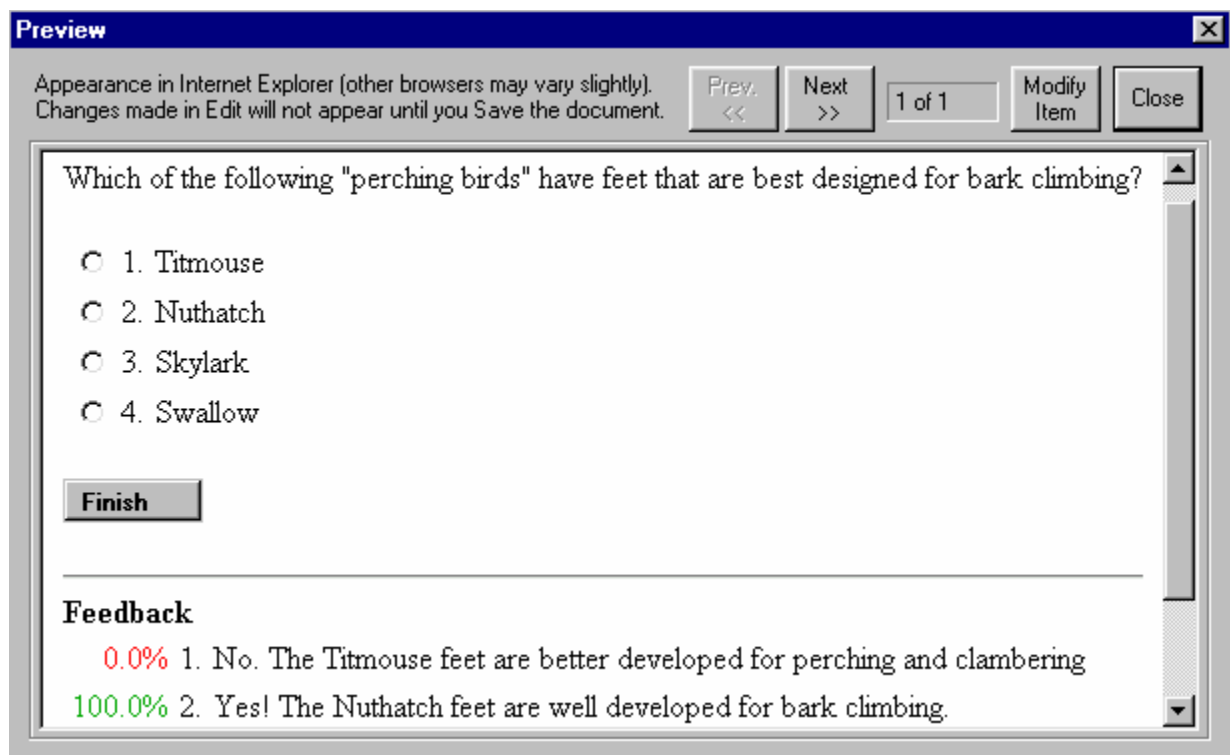 Preview
Appearance in Internet Explorer (other browsers may vary slightly).
Changes made in Edit will not appear until you Save the document.
Prev.
<<
Next
>>
1 of 1
Modify
Item
Close
Which of the following "perching birds" have feet that are best designed for bark climbing?
1. Titmouse
2. Nuthatch
3. Skylark
4. Swallow
Finish
Feedback
0.0% 1. No. The Titmouse feet are better developed for perching and clambering
100.0% 2. Yes! The Nuthatch feet are well developed for bark climbing.